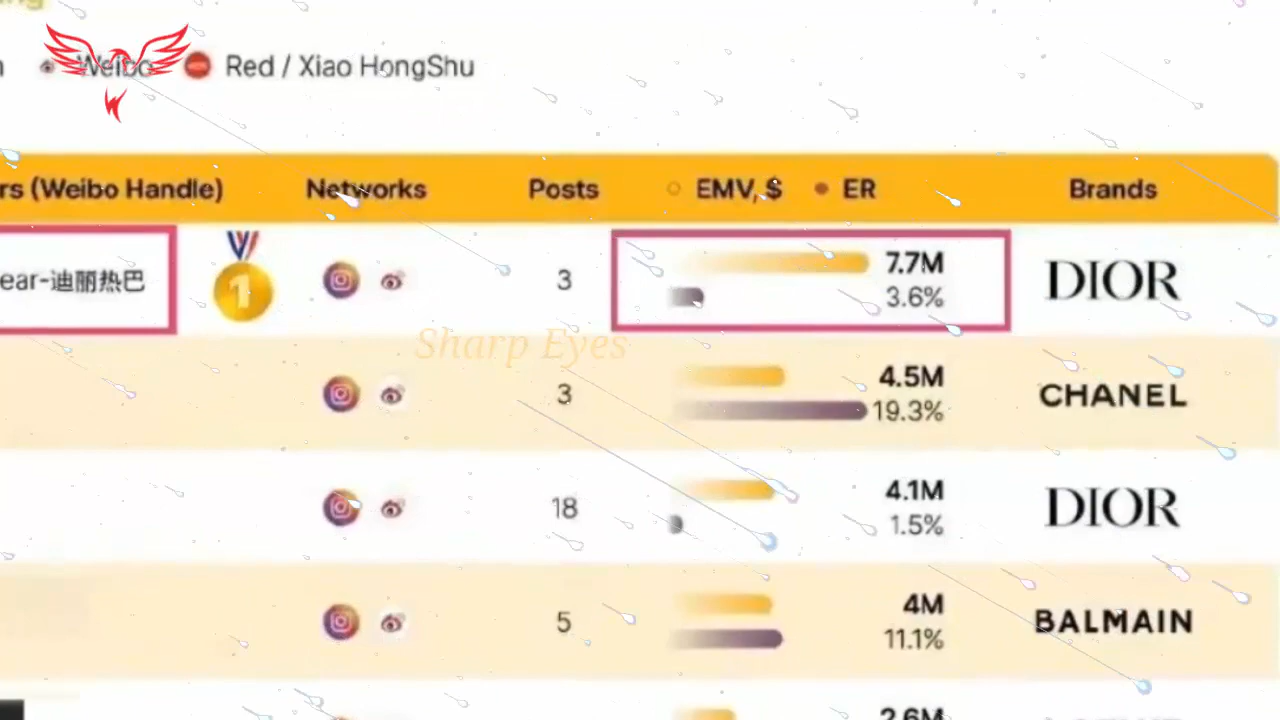 Weibo Red / Xiao HongShu
rs (Weibo Handle) Networks Posts EMV, $ ER Brands
ear-迪丽热巴 1 3 7.7M 3.6% DIOR
Sharp Eyes
3 4.5M 19.3% CHANEL
18 4.1M 1.5% DIOR
5 4M 11.1% BALMAIN
2.6M